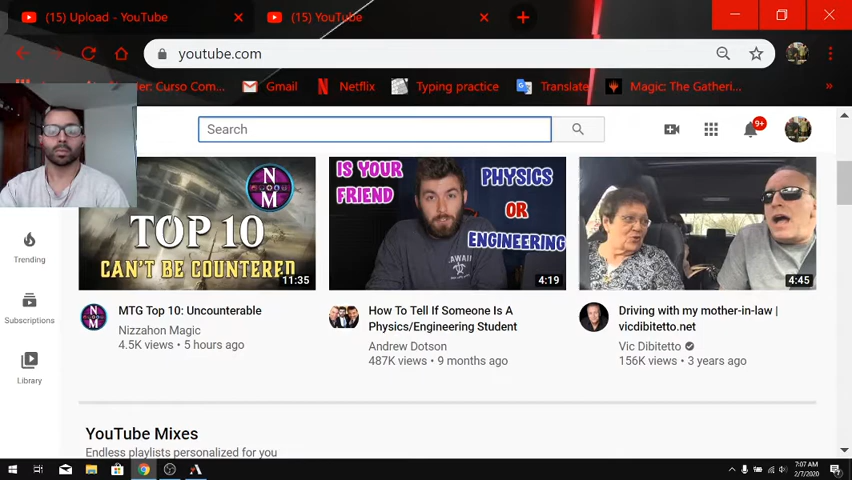 (15) Upload - YouTube
(15) YouTube
youtube.com
: Curso Com...
Gmail
Netflix
Typing practice
Translate
Magic: The Gatheri...
»
Search
9+
N
M
TOP 10
CAN'T BE COUNTERED
11:35
IS YOUR
FRIEND
PHYSICS
OR
ENGINEERING
4:19
4:45
Trending
Subscriptions
Library
N
M
MTG Top 10: Uncounterable
Nizzahon Magic
4.5K views • 5 hours ago
How To Tell If Someone Is A
Physics/Engineering Student
Andrew Dotson
487K views • 9 months ago
Driving with my mother-in-law |
vicdibitetto.net
Vic Dibitetto
156K views • 3 years ago
YouTube Mixes
Endless playlists personalized for you
7:07 AM
2/7/2020